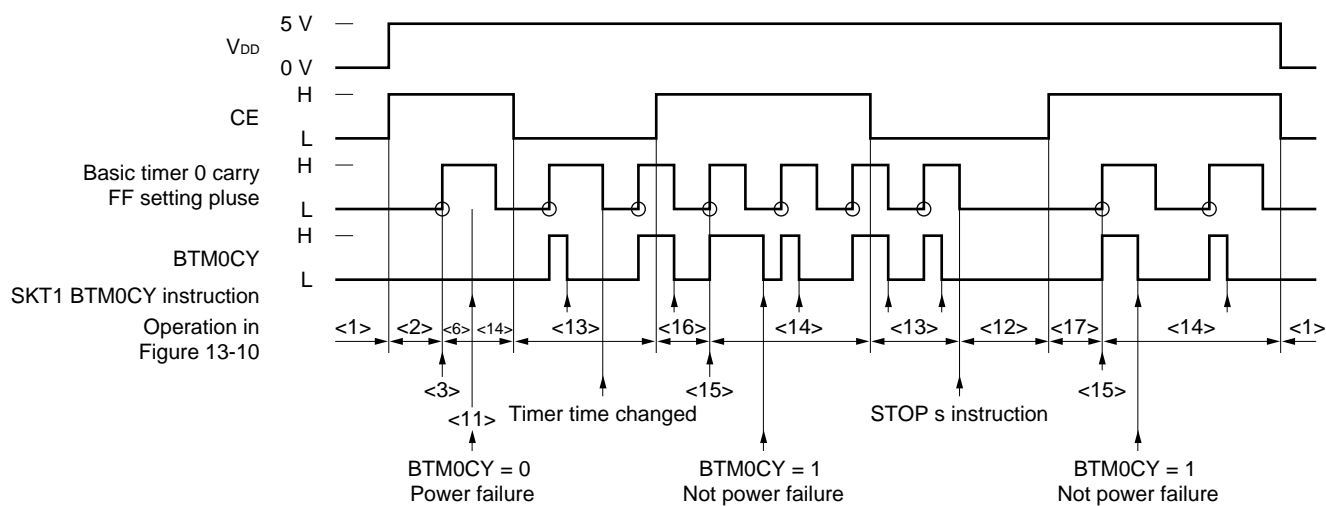 5 V
VDD
0 V
H
CE
L
H
Basic timer 0 carry
FF setting pluse
L
H
BTM0CY
L
SKT1 BTM0CY instruction
Operation in
Figure 13-10
<1> <2> <6> <14> <13> <16> <14> <13> <12> <17> <14> <1>
<3> <15> <15>
<11> Timer time changed STOP s instruction
BTM0CY = 0 BTM0CY = 1 BTM0CY = 1
Power failure Not power failure Not power failure